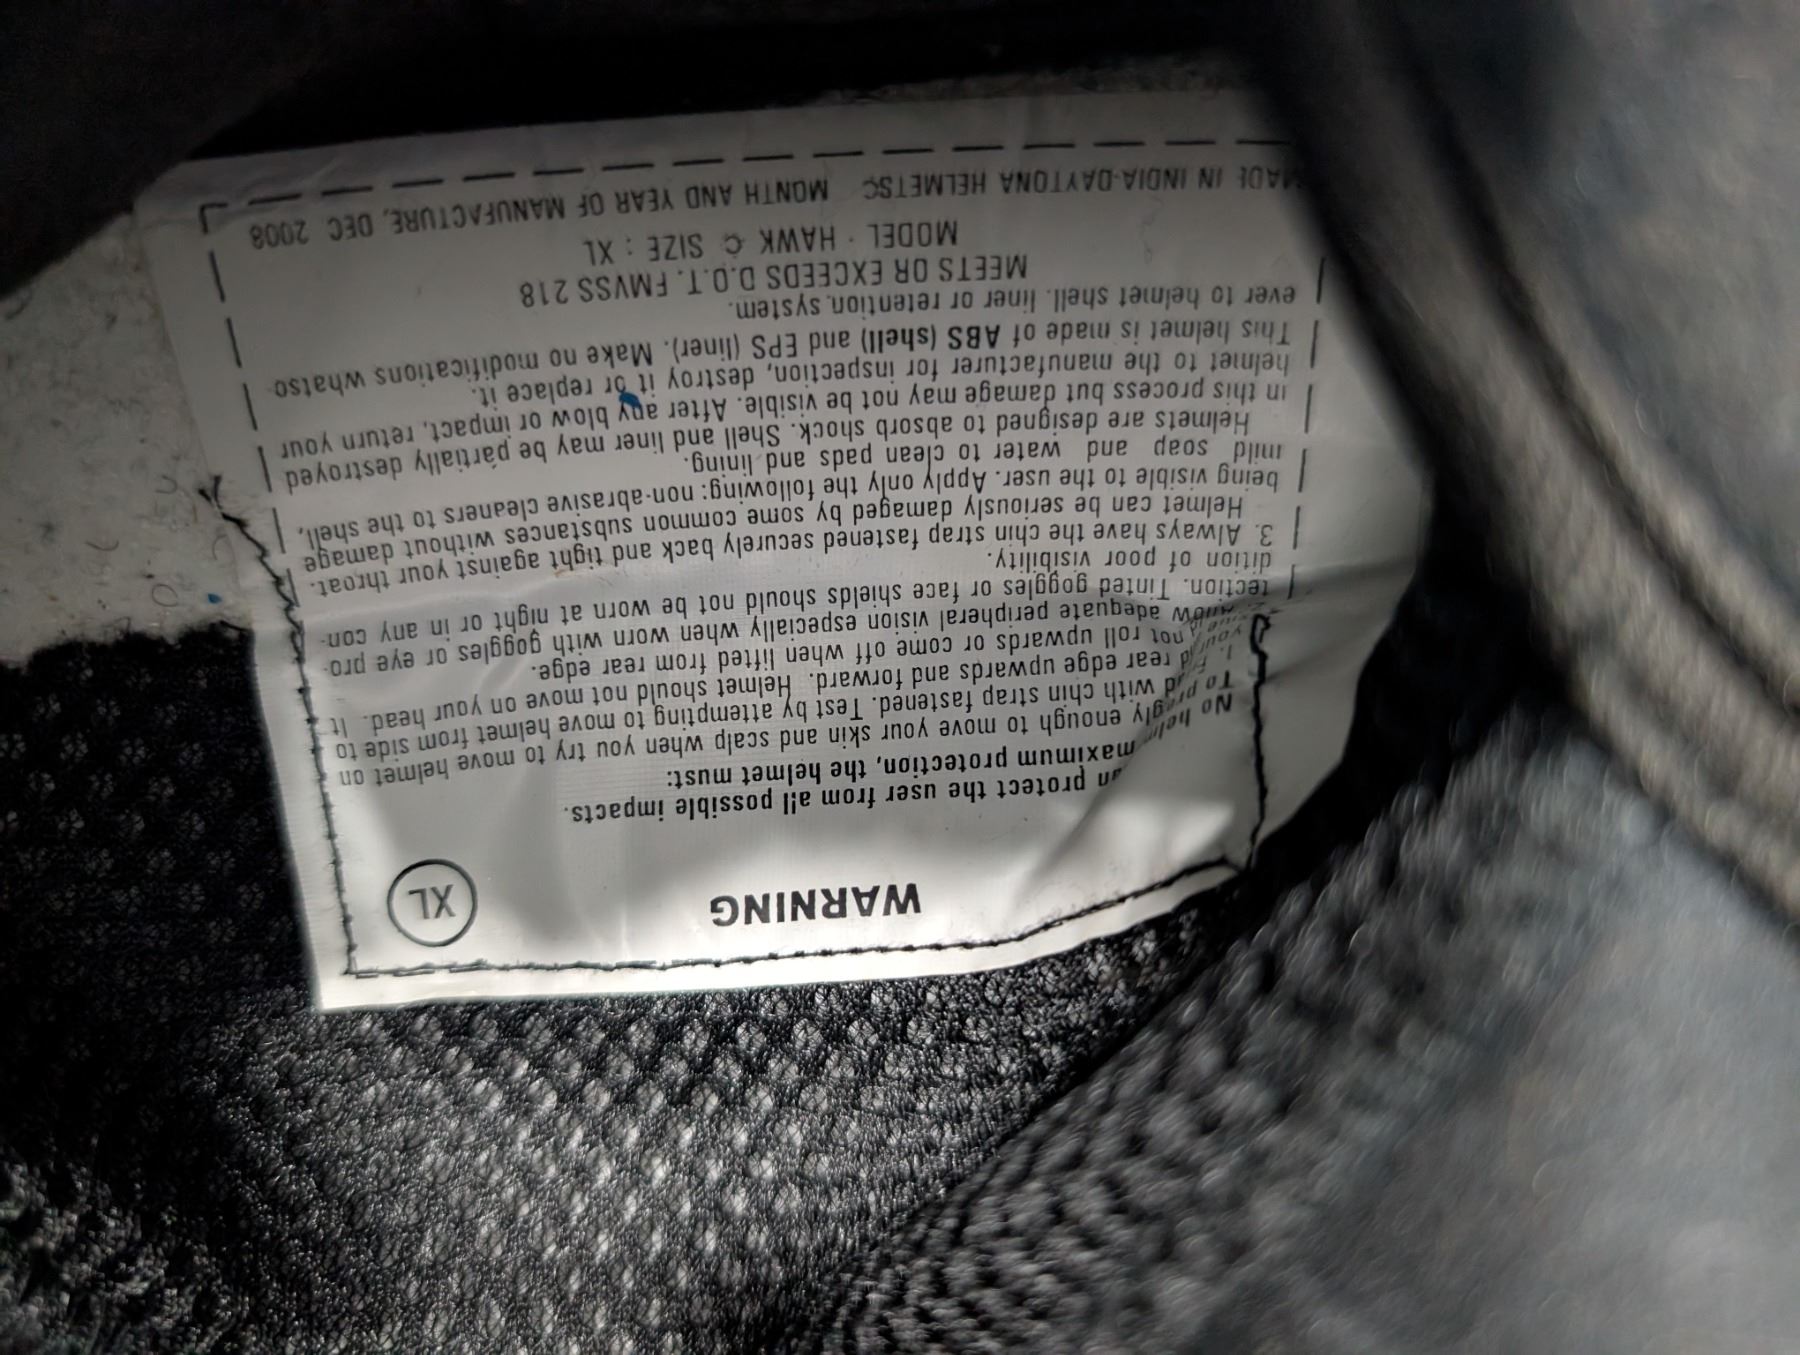 WARNING
XL
protect the user from all possible impacts.
maximum protection, the helmet must:
enough to move your skin and scalp when you try to move helmet on
with chin strap fastened. Test by attempting to move helmet from side to
rear edge upwards and forward. Helmet should not move on your head. It
not roll upwards or come off when lifted from rear edge.
adequate peripheral vision especially when worn with goggles or eye pro-
tection. Tinted goggles or face shields should not be worn at night or in any con-
dition of poor visibility.
3. Always have the chin strap fastened securely back and tight against your throat.
Helmet can be seriously damaged by some common substances without damage
being visible to the user. Apply only the following: non-abrasive cleaners to the shell,
mild soap and water to clean pads and lining.
Helmets are designed to absorb shock. Shell and liner may be partially destroyed
in this process but damage may not be visible. After any blow or impact, return your
helmet to the manufacturer for inspection, destroy it or replace it.
This helmet is made of ABS (shell) and EPS (liner). Make no modifications whatso-
ever to helmet shell. liner or retention system.
MEETS OR EXCEEDS D.O.T. FMVSS 218
MODEL - HAWK C SIZE : XL
MADE IN INDIA-DAYTONA HELMETSC MONTH AND YEAR OF MANUFACTURE, DEC 2008